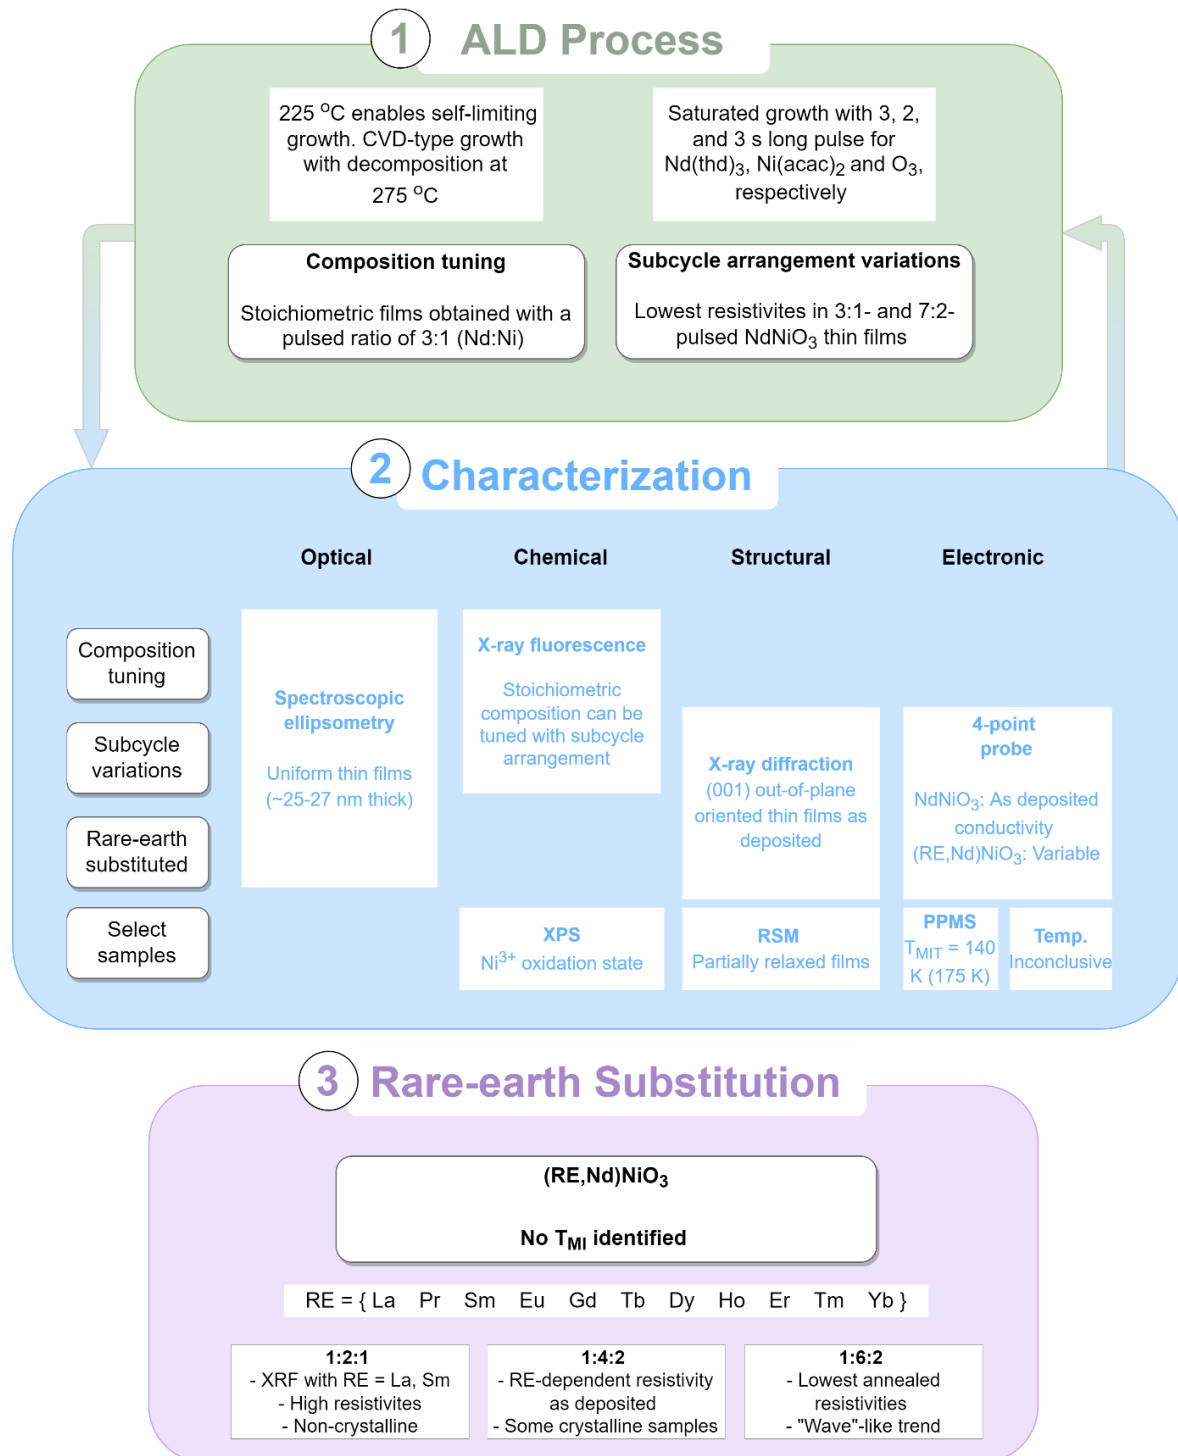 1 ALD Process
225 °C enables self-limiting
growth. CVD-type growth
with decomposition at
275 °C
Saturated growth with 3, 2,
and 3 s long pulse for
Nd(thd)₃, Ni(acac)₂ and O₃,
respectively
Composition tuning
Stoichiometric films obtained with a
pulsed ratio of 3:1 (Nd:Ni)
Subcycle arrangement variations
Lowest resistivites in 3:1- and 7:2-
pulsed NdNiO₃ thin films
2 Characterization
Optical Chemical Structural Electronic
Composition
tuning
Subcycle
variations
Rare-earth
substituted
Select
samples
Spectroscopic
ellipsometry
Uniform thin films
(~25-27 nm thick)
X-ray fluorescence
Stoichiometric
composition can be
tuned with subcycle
arrangement
X-ray diffraction
(001) out-of-plane
oriented thin films as
deposited
4-point
probe
NdNiO₃: As deposited
conductivity
(RE,Nd)NiO₃: Variable
XPS
Ni³⁺ oxidation state
RSM
Partially relaxed films
PPMS
T_MIT = 140
K (175 K)
Temp.
Inconclusive
3 Rare-earth Substitution
(RE,Nd)NiO₃
No T_MI identified
RE = { La Pr Sm Eu Gd Tb Dy Ho Er Tm Yb }
1:2:1
- XRF with RE = La, Sm
- High resistivites
- Non-crystalline
1:4:2
- RE-dependent resistivity
as deposited
- Some crystalline samples
1:6:2
- Lowest annealed
resistivities
- "Wave"-like trend